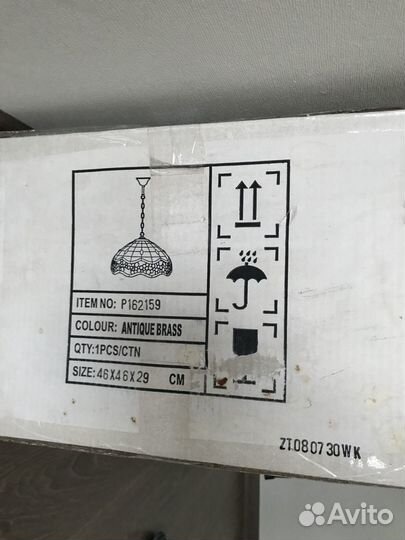 ITEM NO: P162159
COLOUR: ANTIQUE BRASS
QTY:1PCS/CTN
SIZE: 46X46X29 CM
ZT080730WK
Avito